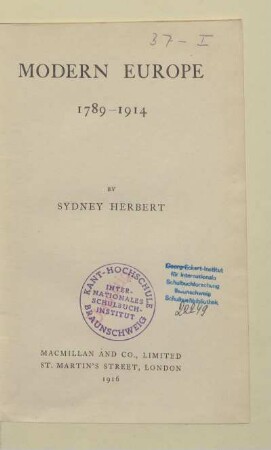 37 - I
MODERN EUROPE
1789-1914
BY
SYDNEY HERBERT
KANT-HOCHSCHULE
INTER-
NATIONALES
SCHULBUCH-
INSTITUT
BRAUNSCHWEIG
Georg-Eckert-Institut
für internationale
Schulbuchforschung
Braunschweig
Schulbuchbibliothek
MACMILLAN AND CO., LIMITED
ST. MARTIN'S STREET, LONDON
1916